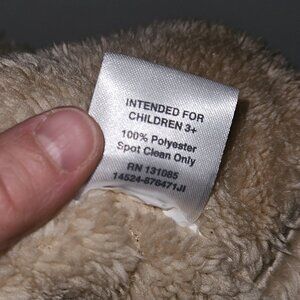 INTENDED FOR
CHILDREN 3+
100% Polyester
Spot Clean Only
RN 131085
14524-876471JI